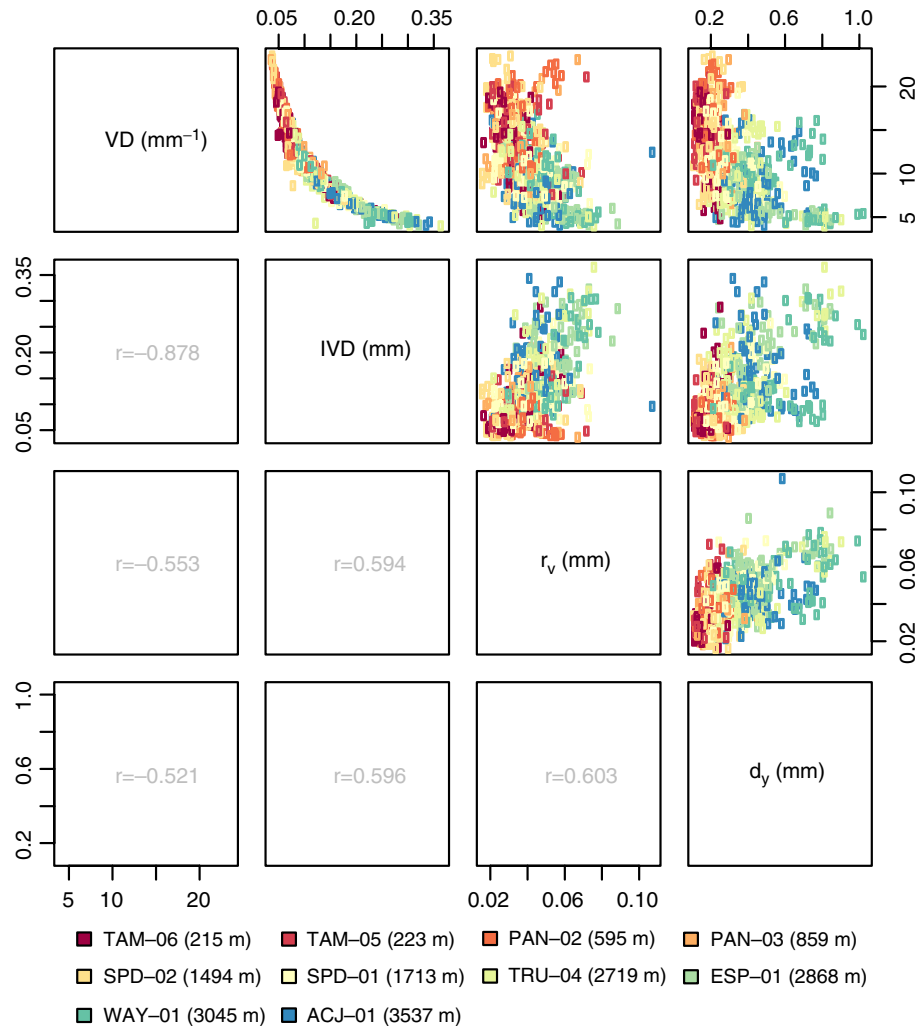 0.05 0.20 0.35
0.2 0.6 1.0
VD (mm⁻¹)
5 10 20
0.05 0.20 0.35
r=−0.878
IVD (mm)
r=−0.553
r=0.594
rᵥ (mm)
0.02 0.06 0.10
0.2 0.6 1.0
r=−0.521
r=0.596
r=0.603
d_y (mm)
5 10 20
0.02 0.06 0.10
TAM−06 (215 m) TAM−05 (223 m) PAN−02 (595 m) PAN−03 (859 m)
SPD−02 (1494 m) SPD−01 (1713 m) TRU−04 (2719 m) ESP−01 (2868 m)
WAY−01 (3045 m) ACJ−01 (3537 m)